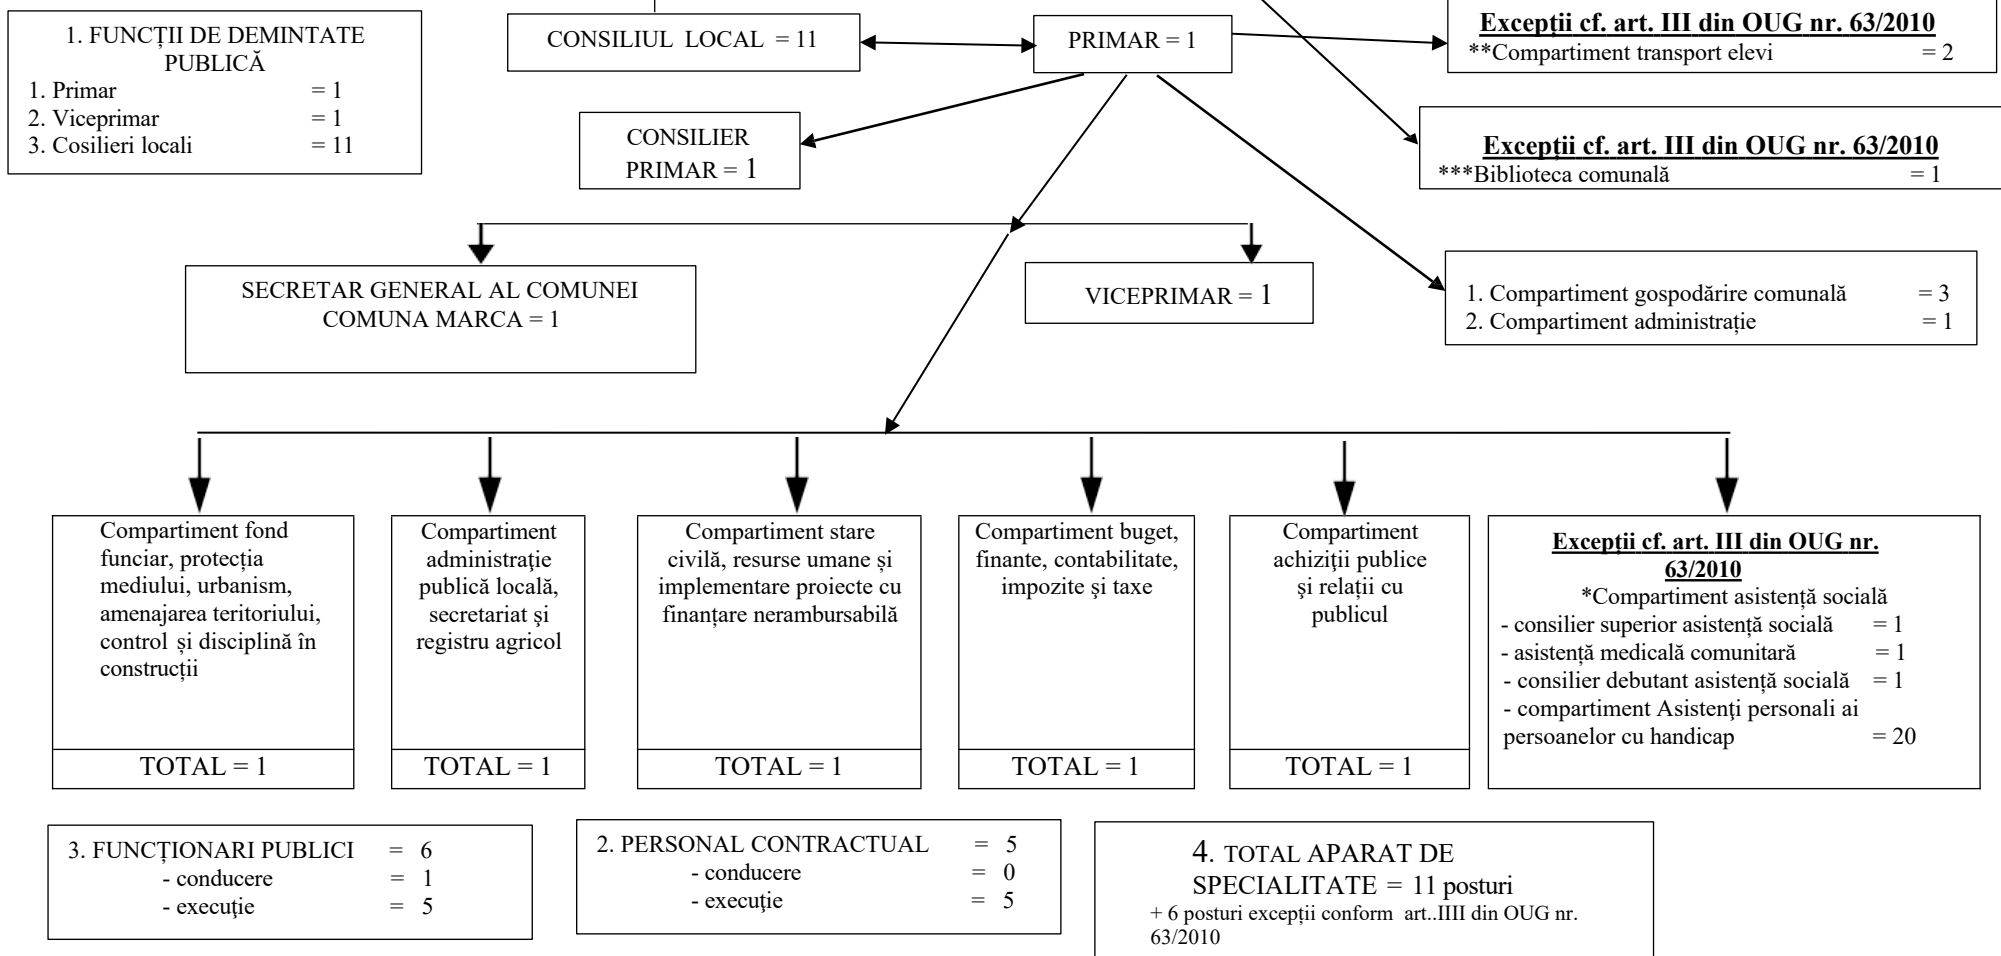 1. FUNCȚII DE DEMINTATE
PUBLICĂ
1. Primar = 1
2. Viceprimar = 1
3. Cosilieri locali = 11
CONSILIUL LOCAL = 11
PRIMAR = 1
Excepții cf. art. III din OUG nr. 63/2010
**Compartiment transport elevi = 2
CONSILIER
PRIMAR = 1
Excepții cf. art. III din OUG nr. 63/2010
***Biblioteca comunală = 1
SECRETAR GENERAL AL COMUNEI
COMUNA MARCA = 1
VICEPRIMAR = 1
1. Compartiment gospodărire comunală = 3
2. Compartiment administrație = 1
Compartiment fond
funciar, protecția
mediului, urbanism,
amenajarea teritoriului,
control și disciplină în
construcții
TOTAL = 1
Compartiment
administraţie
publică locală,
secretariat şi
registru agricol
TOTAL = 1
Compartiment stare
civilă, resurse umane și
implementare proiecte cu
finanțare nerambursabilă
TOTAL = 1
Compartiment buget,
finante, contabilitate,
impozite şi taxe
TOTAL = 1
Compartiment
achiziţii publice
şi relații cu
publicul
TOTAL = 1
Excepții cf. art. III din OUG nr.
63/2010
*Compartiment asistență socială
- consilier superior asistență socială = 1
- asistență medicală comunitară = 1
- consilier debutant asistență socială = 1
- compartiment Asistenţi personali ai
persoanelor cu handicap = 20
3. FUNCȚIONARI PUBLICI = 6
- conducere = 1
- execuţie = 5
2. PERSONAL CONTRACTUAL = 5
- conducere = 0
- execuţie = 5
4. TOTAL APARAT DE
SPECIALITATE = 11 posturi
+ 6 posturi excepții conform art..IIII din OUG nr.
63/2010